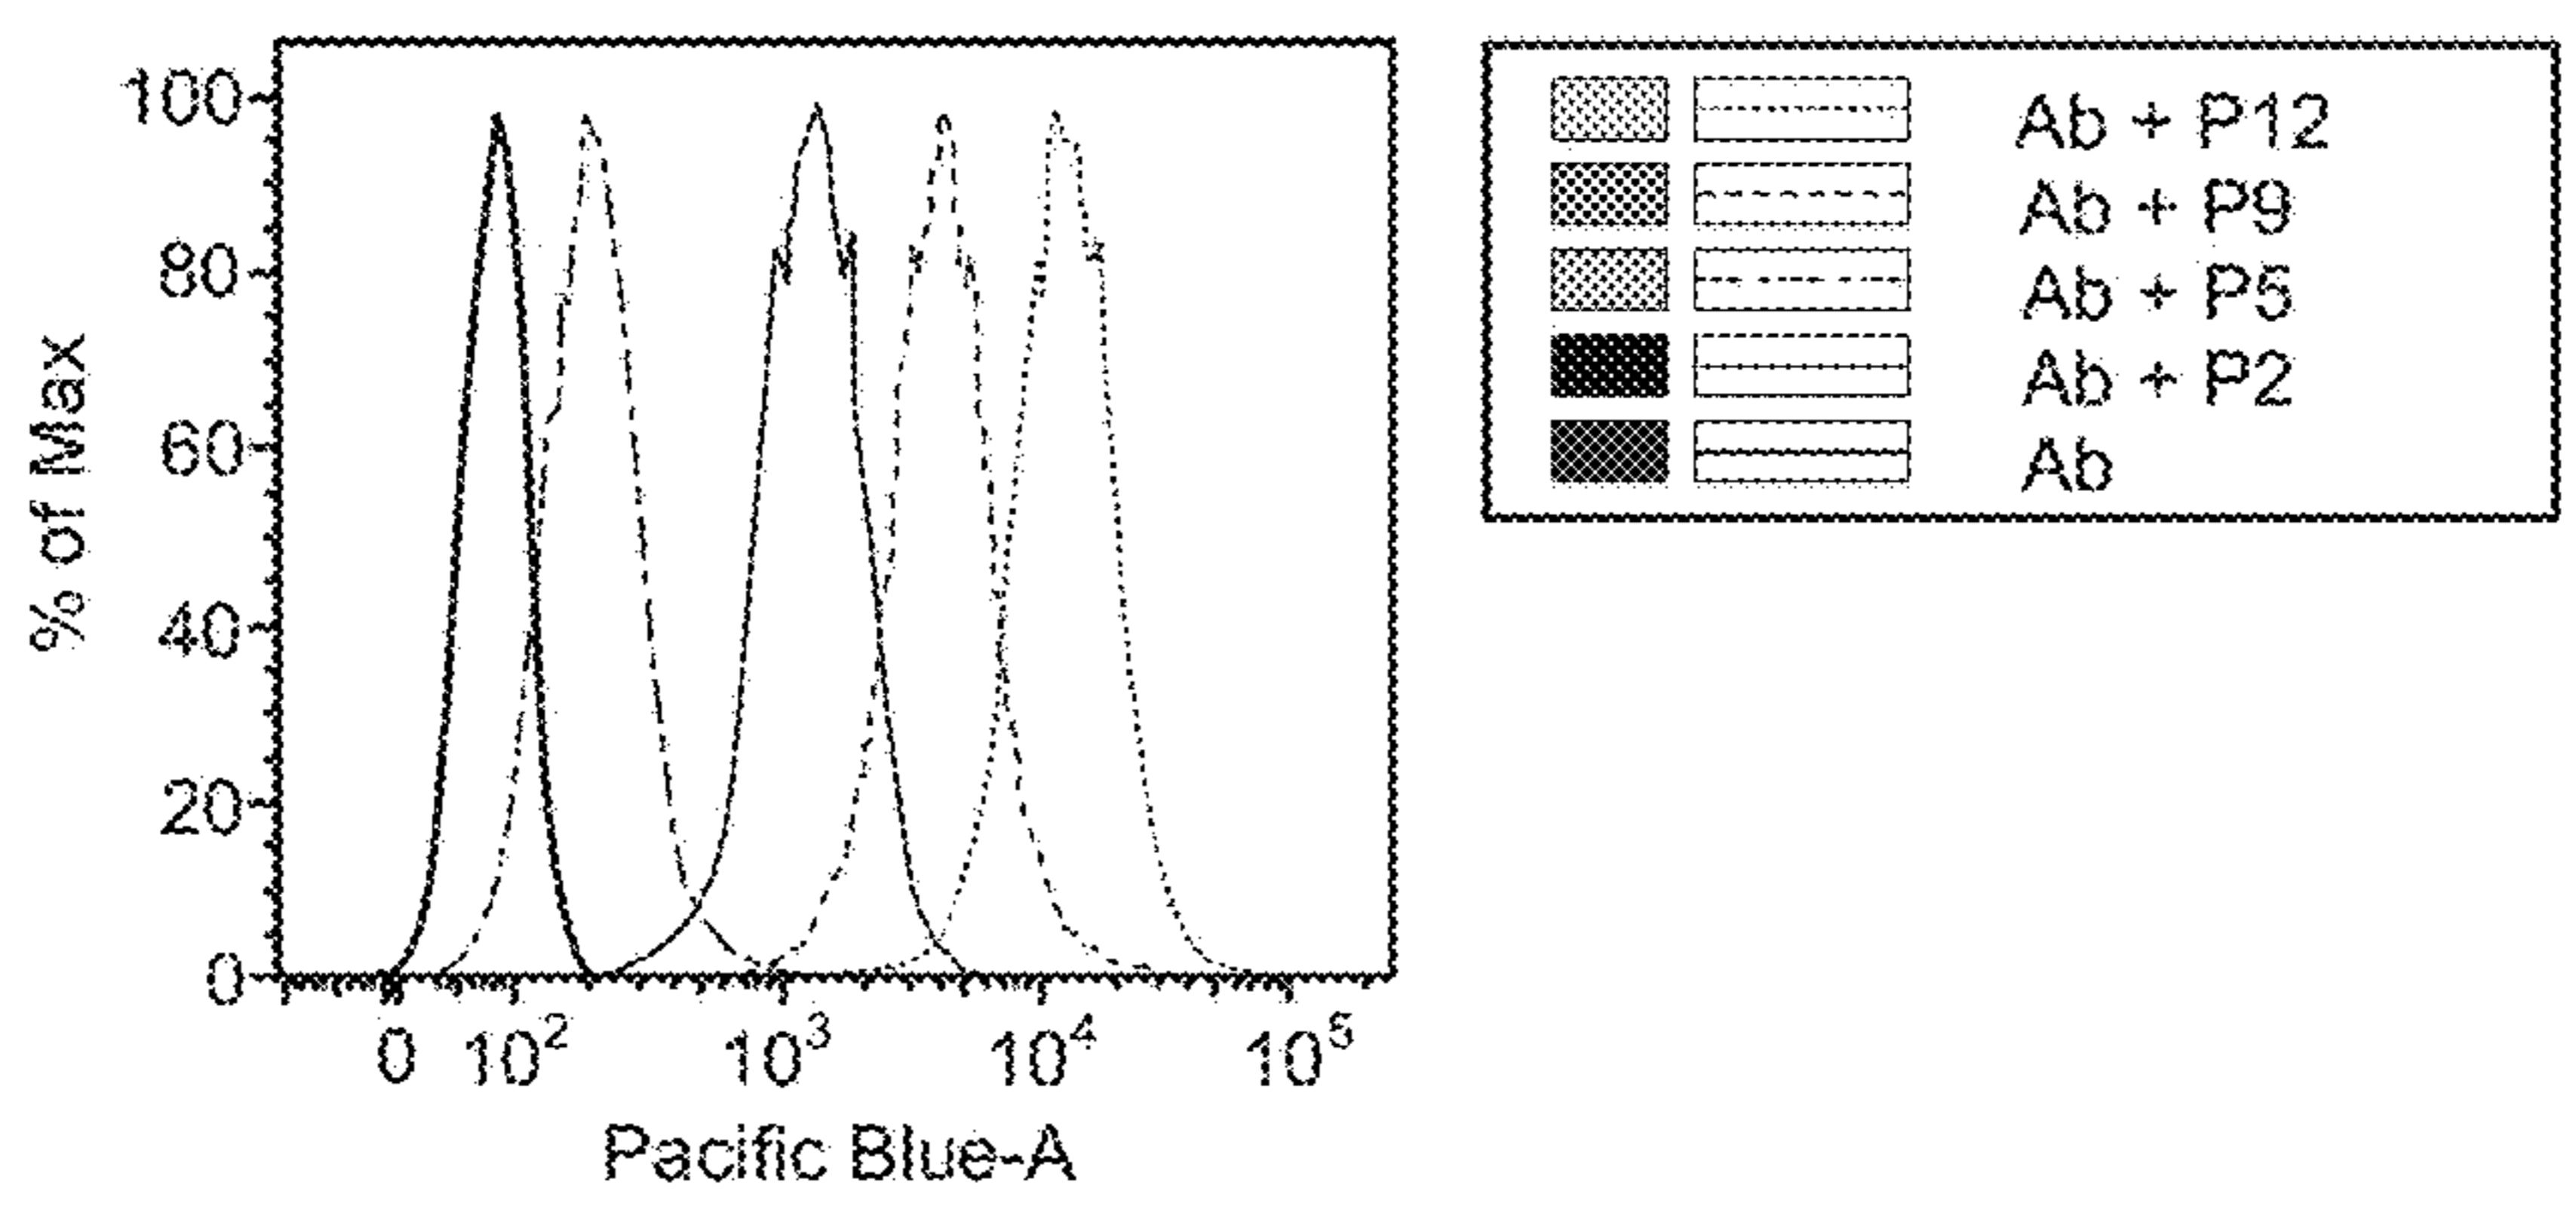 100
80
60
40
20
0
% of Max
0 10² 10³ 10⁴ 10⁵
Pacific Blue-A
Ab + P12
Ab + P9
Ab + P5
Ab + P2
Ab